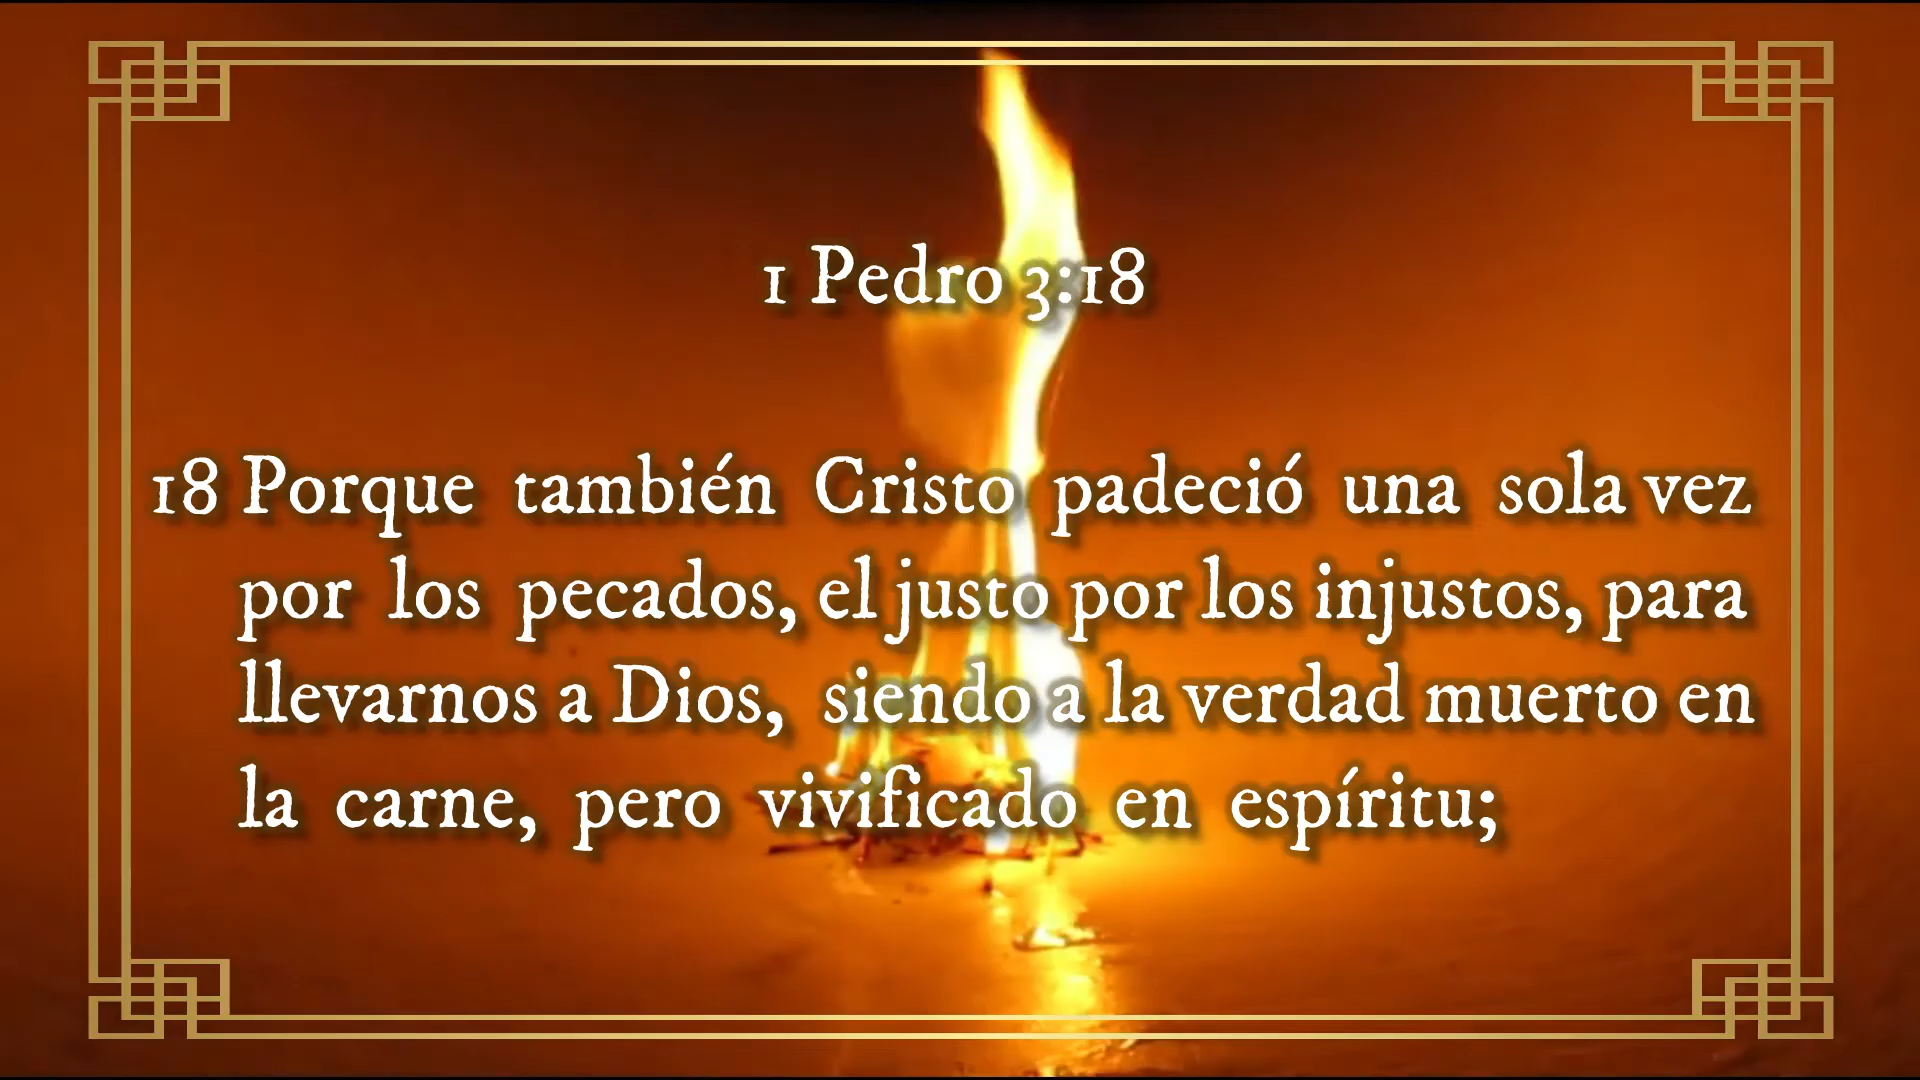 1 Pedro 3:18
18 Porque también Cristo padeció una sola vez
por los pecados, el justo por los injustos, para
llevarnos a Dios, siendo a la verdad muerto en
la carne, pero vivificado en espíritu;